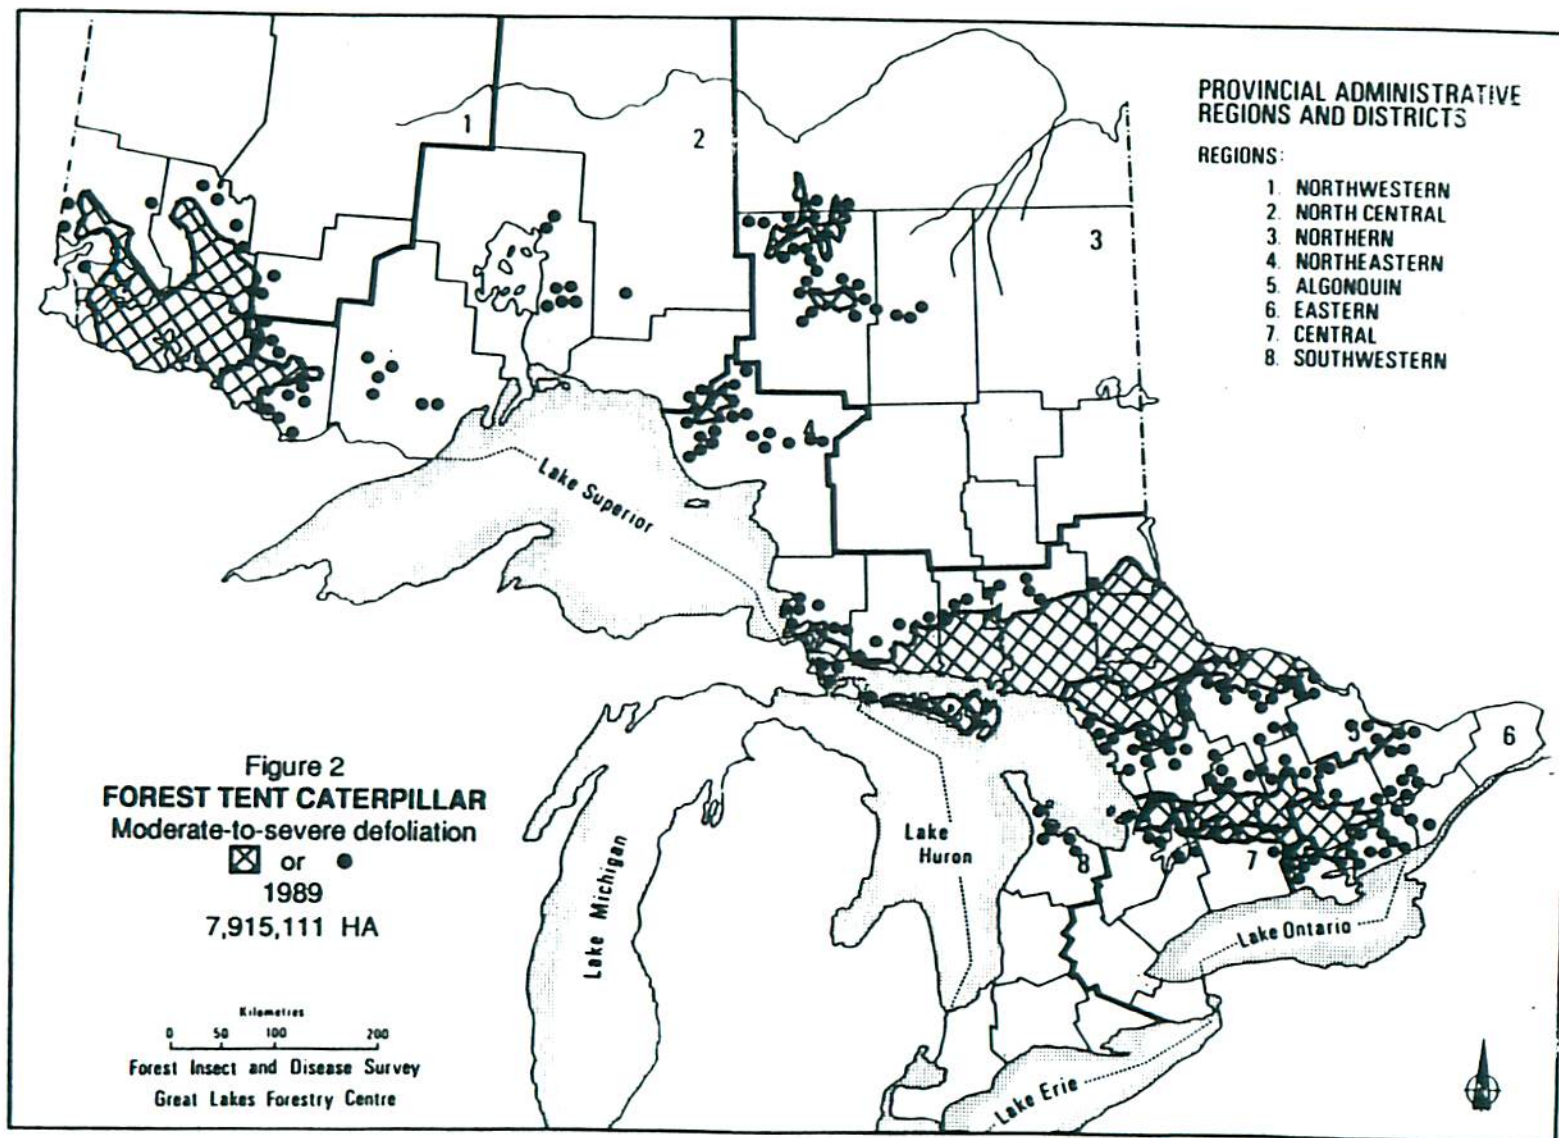 PROVINCIAL ADMINISTRATIVE
REGIONS AND DISTRICTS
REGIONS:
1. NORTHWESTERN
2. NORTH CENTRAL
3. NORTHERN
4. NORTHEASTERN
5. ALGONQUIN
6. EASTERN
7. CENTRAL
8. SOUTHWESTERN
1
2
3
4
5
6
7
8
Lake Superior
Lake Michigan
Lake
Huron
Lake Ontario
Lake Erie
Figure 2
FOREST TENT CATERPILLAR
Moderate-to-severe defoliation
or
1989
7,915,111 HA
Kilometres
0 50 100 200
Forest Insect and Disease Survey
Great Lakes Forestry Centre